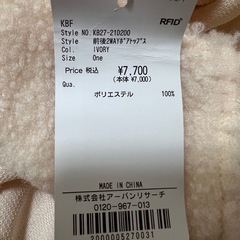 KBF
RFID
Style NO.KB27-21D200
Style 前後2WAYボアトップス
Col. IVORY
Size One
Price 税込 ¥7,700
(本体 ¥7,000)
Qua.
ポリエステル 100%
MADE IN CHINA
株式会社アーバンリサーチ
0120-967-013
2000005270031